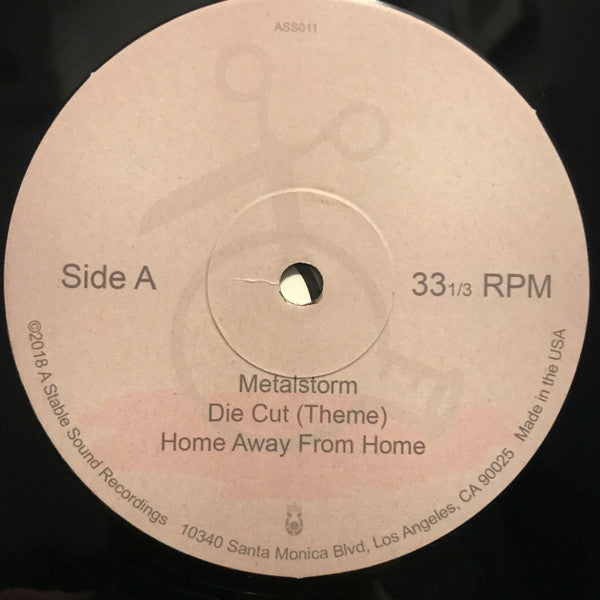 ASS011
Side A
33 1/3 RPM
Metalstorm
Die Cut (Theme)
Home Away From Home
©2018 A Stable Sound Recordings
10340 Santa Monica Blvd, Los Angeles, CA 90025
Made in the USA